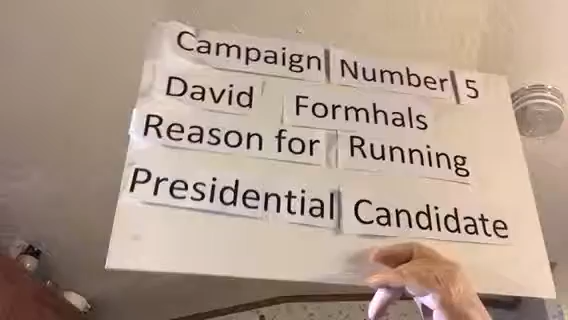 Campaign Number 5
David Formhals
Reason for Running
Presidential Candidate